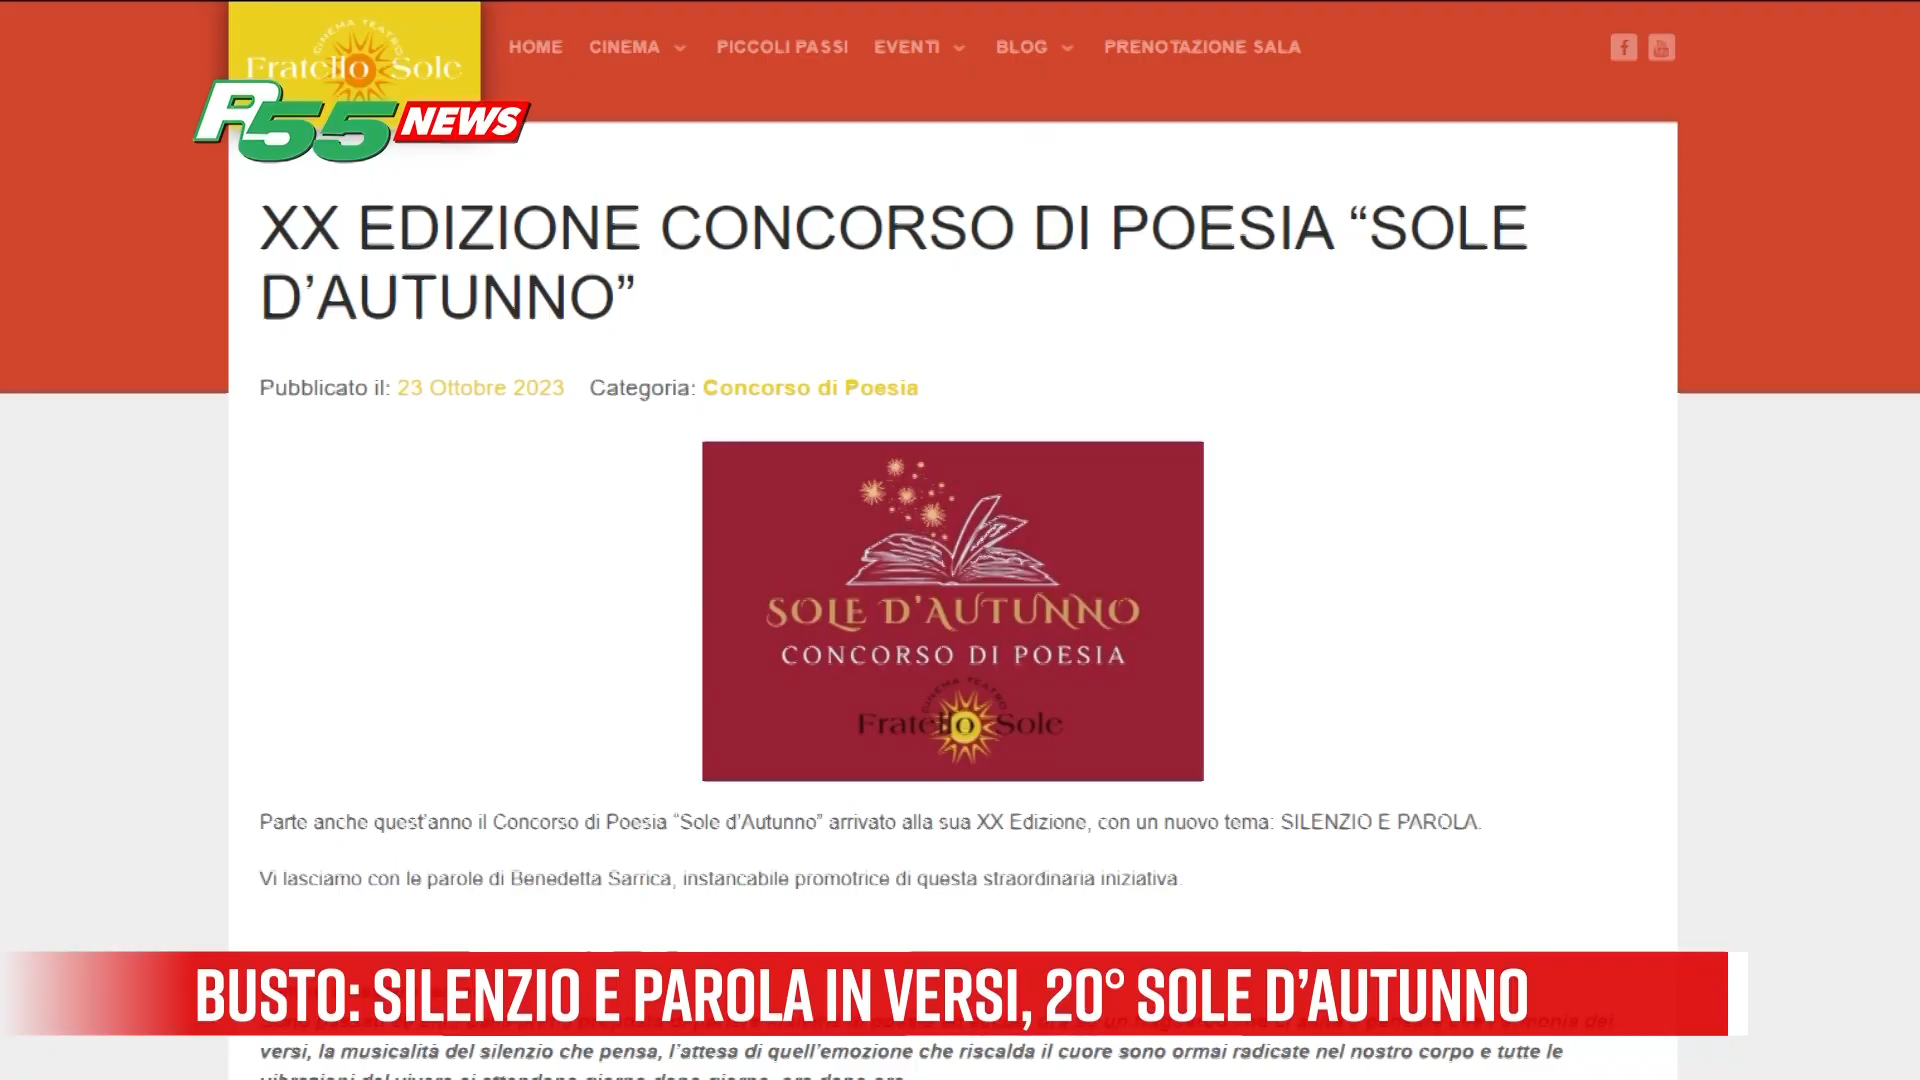 CINEMA TEATRO
Fratello Sole
HOME CINEMA PICCOLI PASSI EVENTI BLOG PRENOTAZIONE SALA
R55 NEWS
XX EDIZIONE CONCORSO DI POESIA “SOLE
D’AUTUNNO”
Pubblicato il: 23 Ottobre 2023 Categoria: Concorso di Poesia
SOLE D'AUTUNNO
CONCORSO DI POESIA
CINEMA TEATRO
Fratello Sole
Parte anche quest’anno il Concorso di Poesia “Sole d’Autunno” arrivato alla sua XX Edizione, con un nuovo tema: SILENZIO E PAROLA.
Vi lasciamo con le parole di Benedetta Sarrica, instancabile promotrice di questa straordinaria iniziativa.
BUSTO: SILENZIO E PAROLA IN VERSI, 20° SOLE D’AUTUNNO
versi, la musicalità del silenzio che pensa, l’attesa di quell’emozione che riscalda il cuore sono ormai radicate nel nostro corpo e tutte le